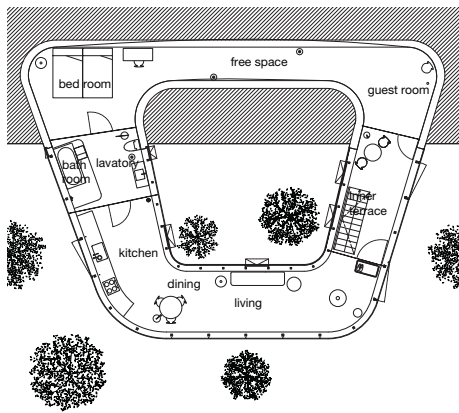 free space
bed room
guest room
lavatory
bath
room
inner
terrace
kitchen
dining
living